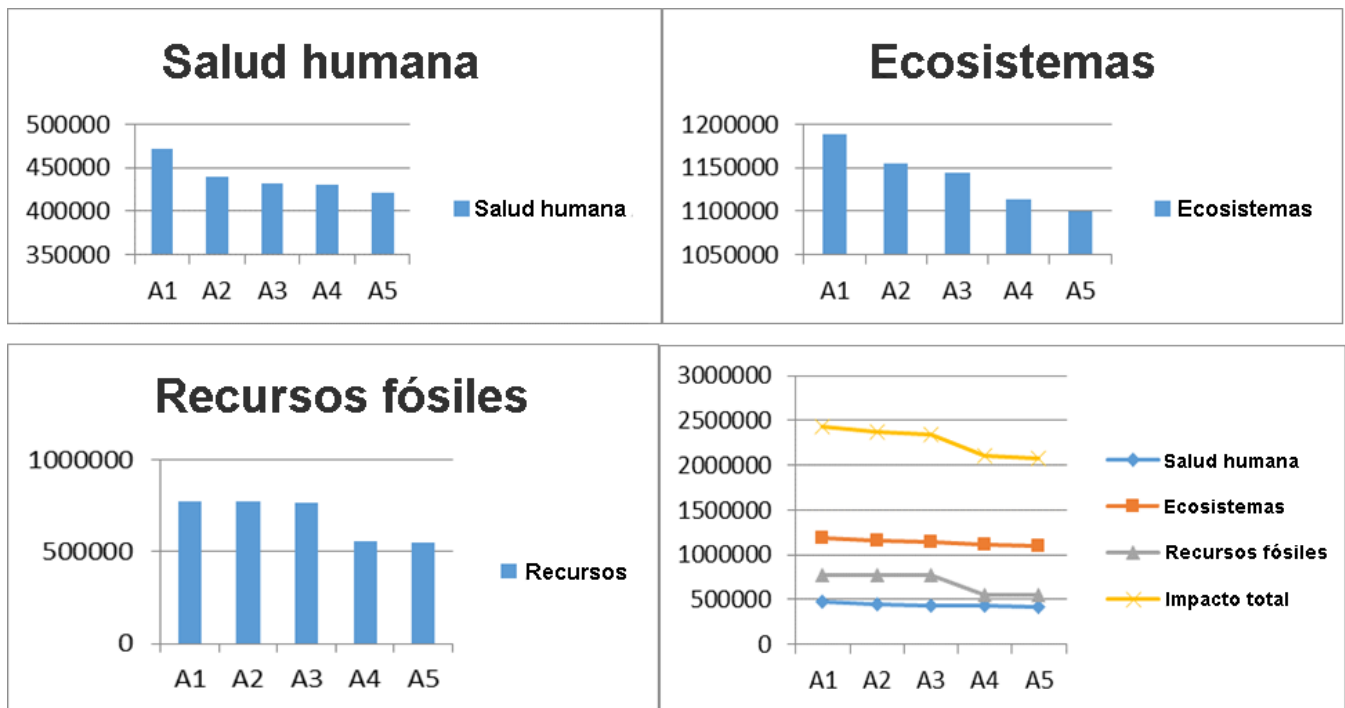 Salud humana
500000
450000
400000
350000
A1 A2 A3 A4 A5
Salud humana
Ecosistemas
1200000
1150000
1100000
1050000
A1 A2 A3 A4 A5
Ecosistemas
Recursos fósiles
1000000
500000
0
A1 A2 A3 A4 A5
Recursos
3000000
2500000
2000000
1500000
1000000
500000
0
A1 A2 A3 A4 A5
Salud humana
Ecosistemas
Recursos fósiles
Impacto total